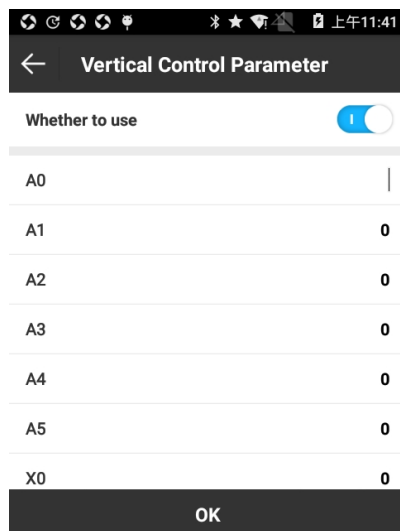 上午11:41
Vertical Control Parameter
Whether to use
A0
A1 0
A2 0
A3 0
A4 0
A5 0
X0 0
OK